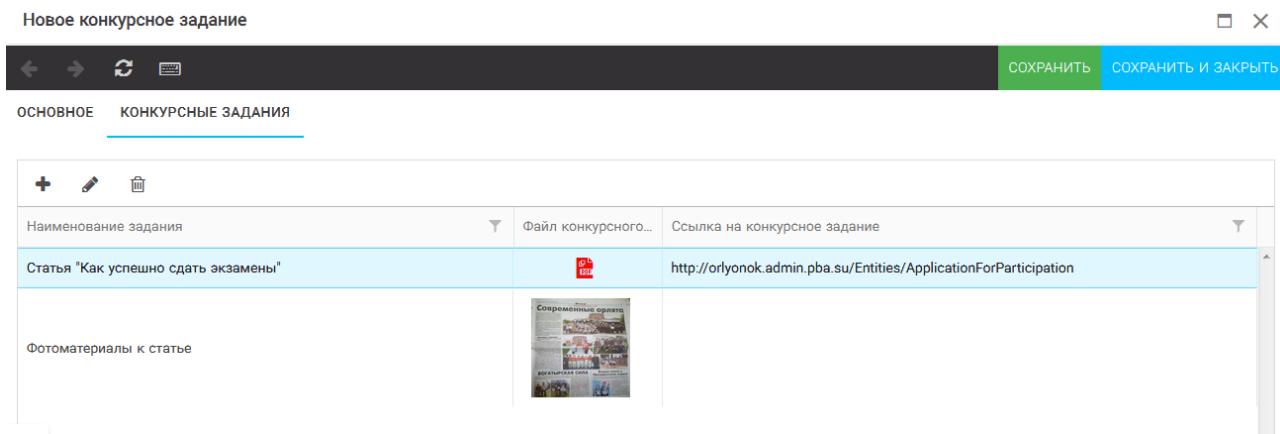 Новое конкурсное задание
СОХРАНИТЬ СОХРАНИТЬ И ЗАКРЫТЬ
ОСНОВНОЕ КОНКУРСНЫЕ ЗАДАНИЯ
Наименование задания Файл конкурсного... Ссылка на конкурсное задание
Статья "Как успешно сдать экзамены" PDF http://orlyonok.admin.pba.su/Entities/ApplicationForParticipation
Современные орлята
Фотоматериалы к статье
БОГАТЫРСКАЯ СИЛА